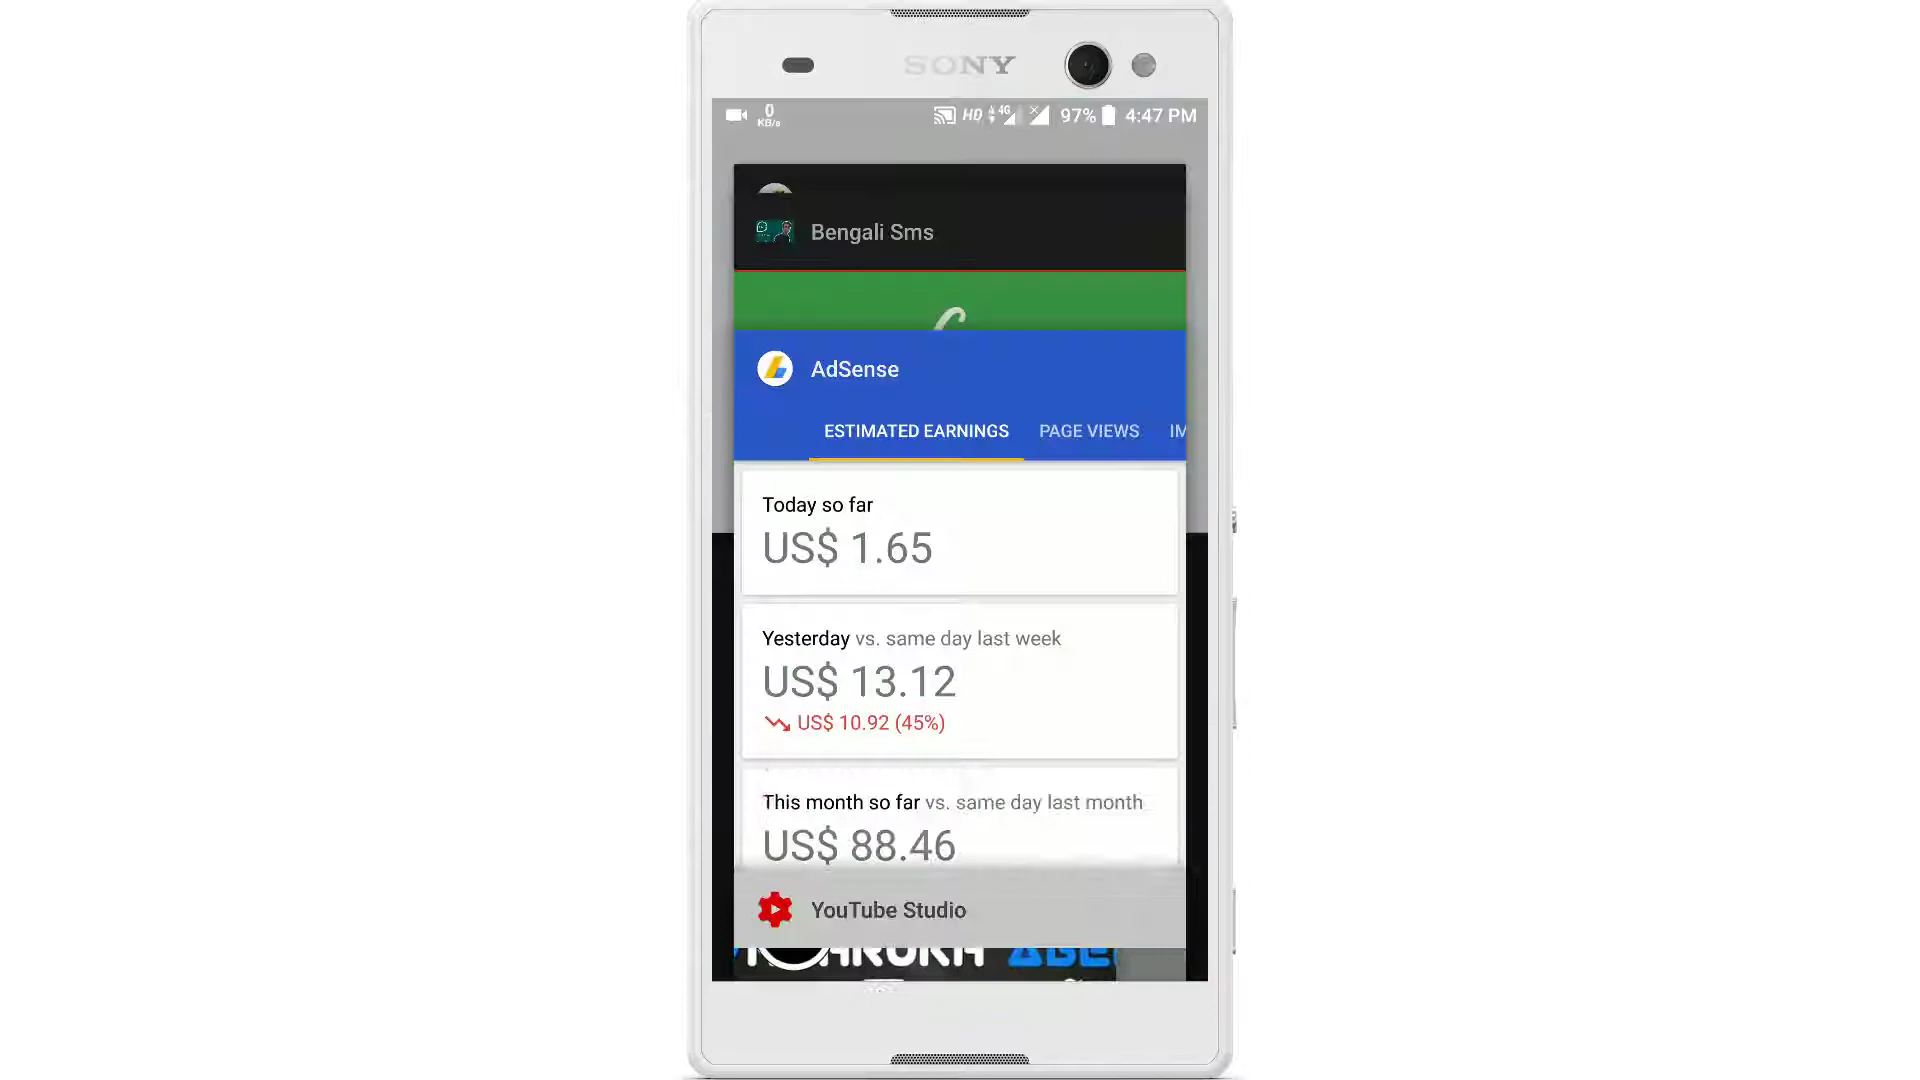 SONY
0
KB/s
HD 4G 97% 4:47 PM
Bengali Sms
AdSense
ESTIMATED EARNINGS PAGE VIEWS IM
Today so far
US$ 1.65
Yesterday vs. same day last week
US$ 13.12
US$ 10.92 (45%)
This month so far vs. same day last month
US$ 88.46
YouTube Studio